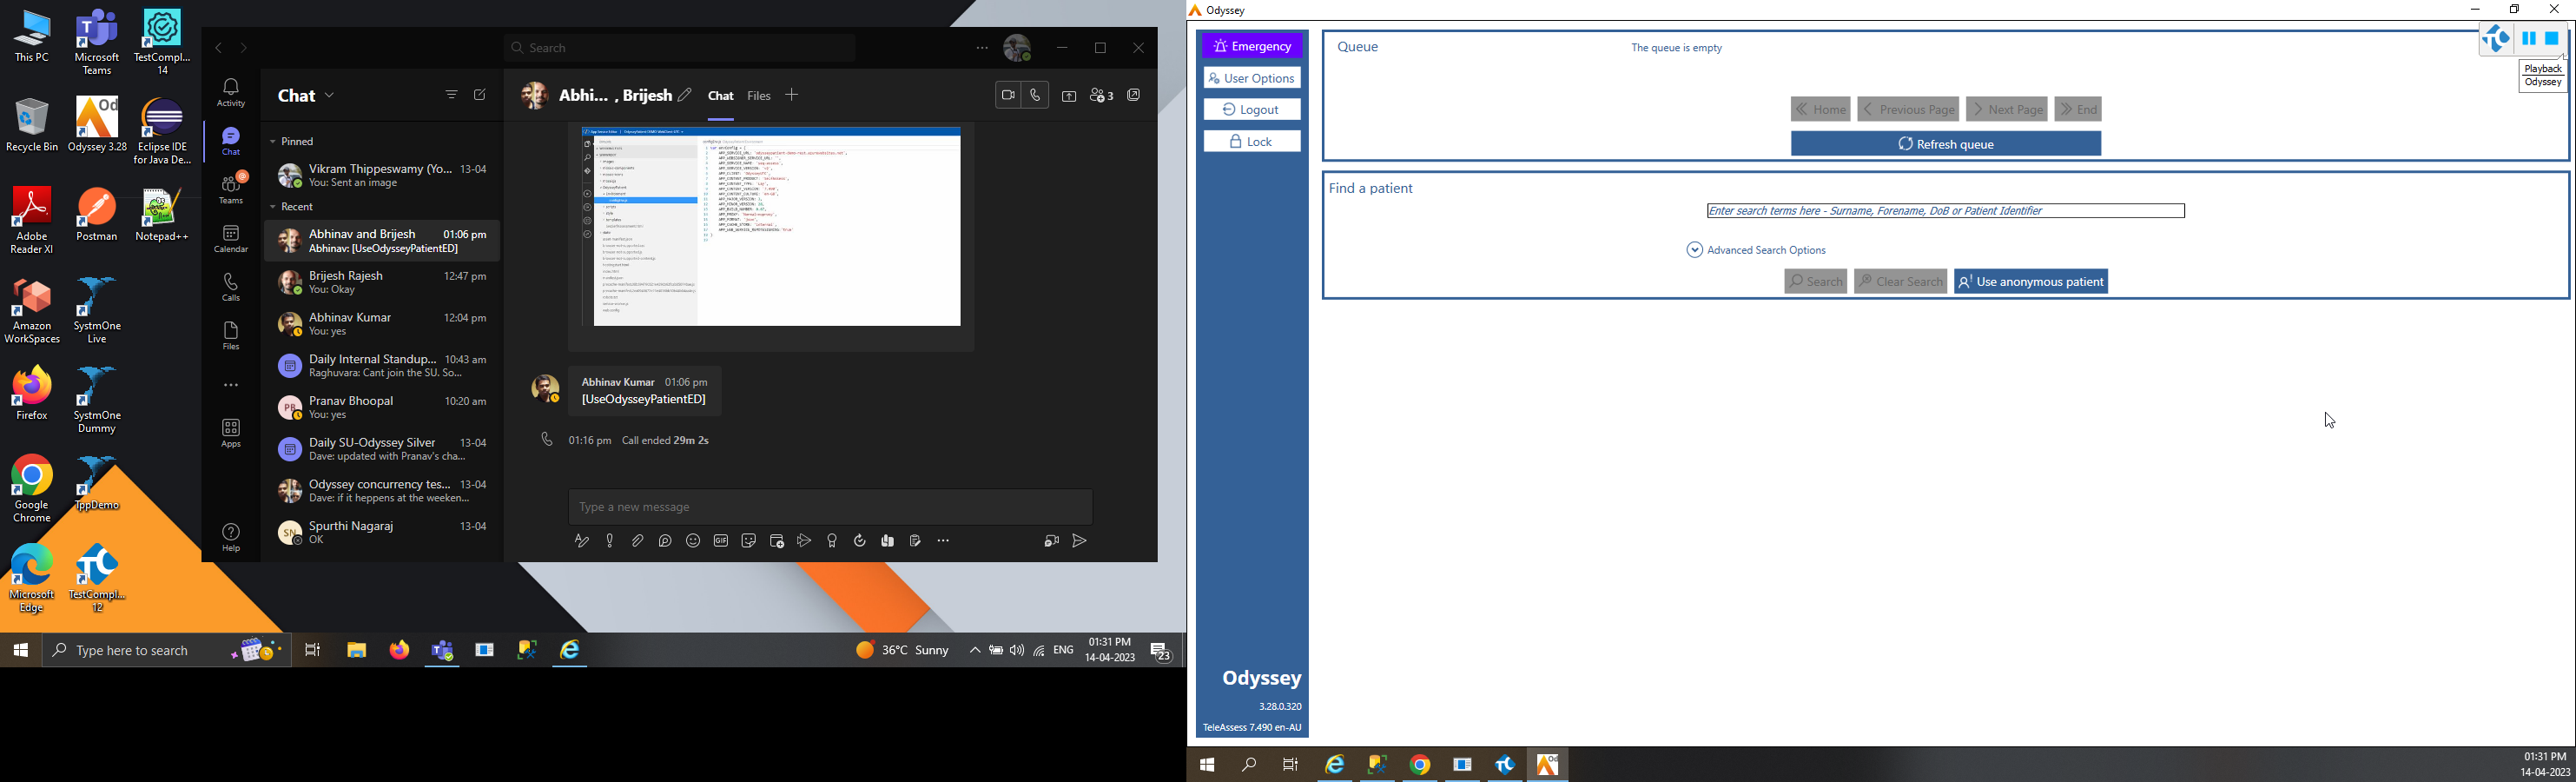 This PC
Microsoft
Teams
TestCompl...
14
Recycle Bin
Odyssey 3.28
Eclipse IDE
for Java De...
Adobe
Reader XI
Postman
Notepad++
Amazon
WorkSpaces
SystmOne
Live
Firefox
SystmOne
Dummy
Google
Chrome
TppDemo
Microsoft
Edge
TestCompl...
12
Search
Activity
Chat
Teams
Calendar
Calls
Files
Apps
Help
Chat
Pinned
Vikram Thippeswamy (Yo... 13-04
You: Sent an image
Recent
Abhinav and Brijesh 01:06 pm
Abhinav: [UseOdysseyPatientED]
Brijesh Rajesh 12:47 pm
You: Okay
Abhinav Kumar 12:04 pm
You: yes
Daily Internal Standup... 10:43 am
Raghuvara: Cant join the SU. So...
PB
Pranav Bhoopal 10:20 am
You: yes
Daily SU-Odyssey Silver 13-04
Dave: updated with Pranav's cha...
Odyssey concurrency tes... 13-04
Dave: if it heppens at the weeken...
SN
Spurthi Nagaraj 13-04
OK
Abhi... , Brijesh Chat Files 3
Abhinav Kumar 01:06 pm
[UseOdysseyPatientED]
01:16 pm Call ended 29m 2s
Type a new message
GIF
Type here to search
36°C Sunny
ENG
01:31 PM
14-04-2023
23
Odyssey
Emergency
User Options
Logout
Lock
Odyssey
3.28.0.320
TeleAssess 7.490 en-AU
Queue
The queue is empty
Home Previous Page Next Page End
Refresh queue
Playback
Odyssey
Find a patient
Enter search terms here - Surname, Forename, DoB or Patient Identifier
Advanced Search Options
Search Clear Search Use anonymous patient
01:31 PM
14-04-2023